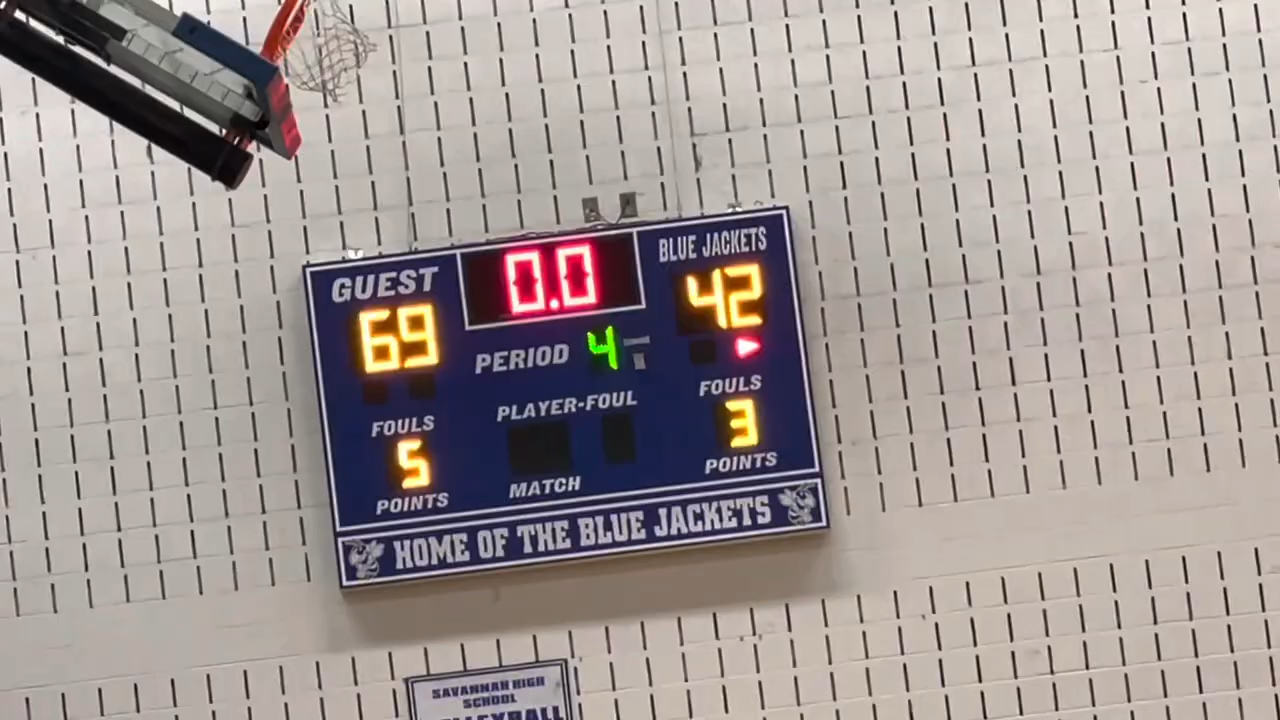 GUEST
0.0
BLUE JACKETS
69
42
PERIOD 4
FOULS
PLAYER-FOUL
FOULS
5
3
POINTS
MATCH
POINTS
HOME OF THE BLUE JACKETS
SAVANNAH HIGH
SCHOOL